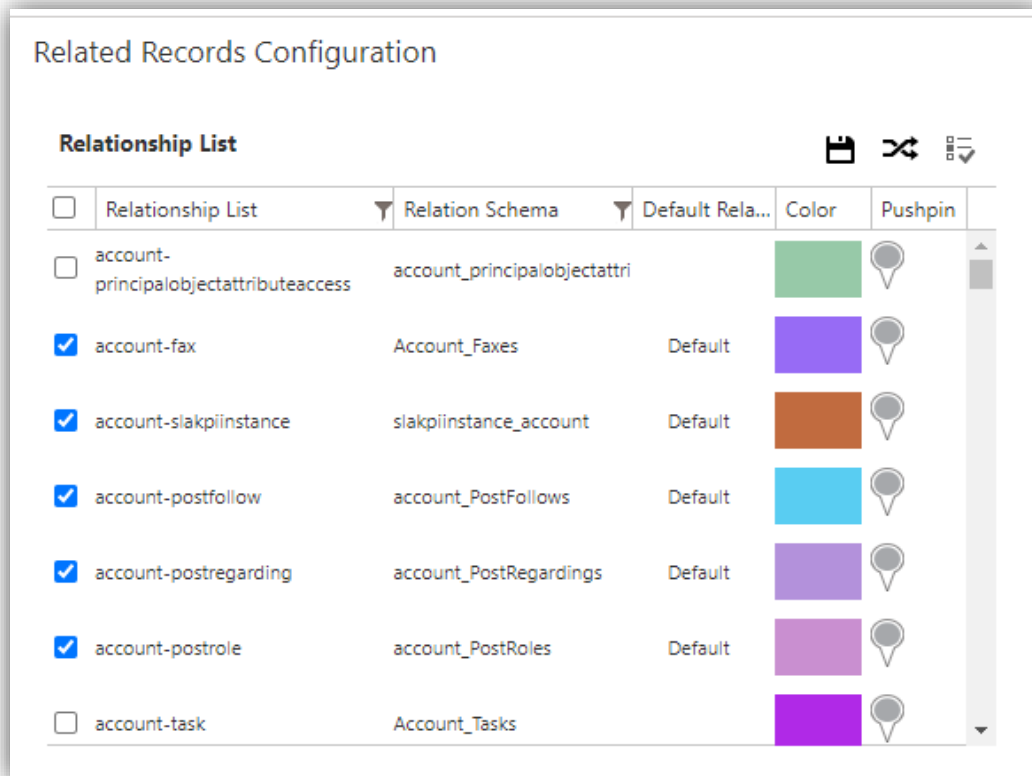 Related Records Configuration
Relationship List
Relationship List Relation Schema Default Rela... Color Pushpin
account-
principalobjectattributeaccess account_principalobjectattri
account-fax Account_Faxes Default
account-slakpiinstance slakpiinstance_account Default
account-postfollow account_PostFollows Default
account-postregarding account_PostRegardings Default
account-postrole account_PostRoles Default
account-task Account_Tasks